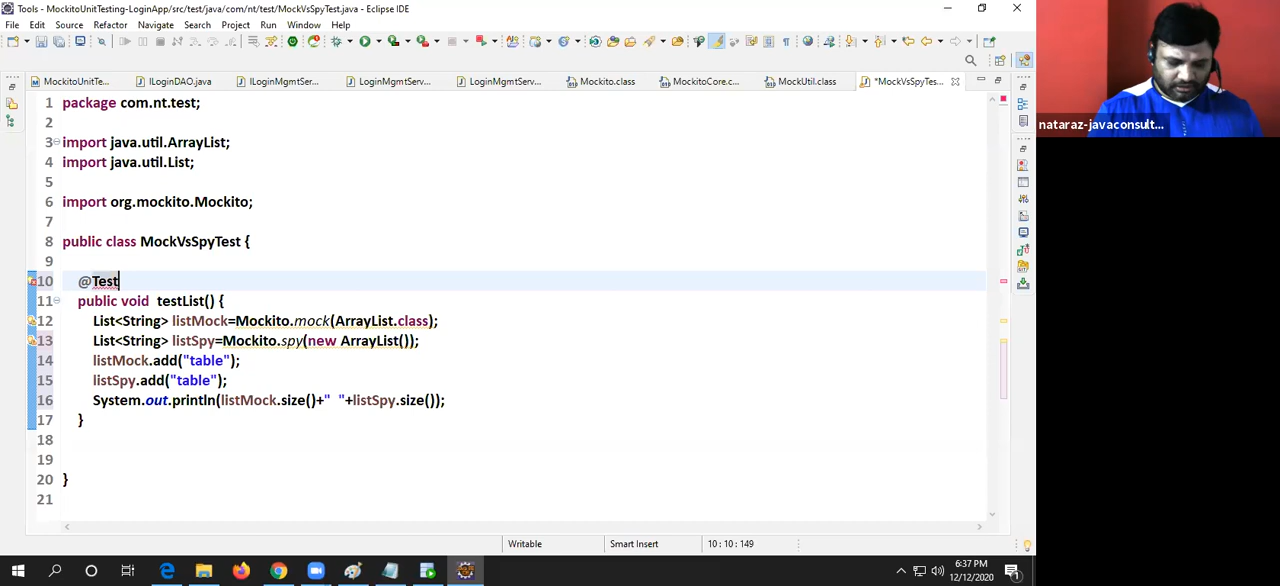 Tools - MockitoUnitTesting-LoginApp/src/test/java/com/nt/test/MockVsSpyTest.java - Eclipse IDE
File Edit Source Refactor Navigate Search Project Run Window Help
MockitoUnitTe... ILoginDAO.java ILoginMgmtSer... LoginMgmtServ... LoginMgmtServ... Mockito.class MockitoCore.c... MockUtil.class *MockVsSpyTes...
nataraz-javaconsult...
1 package com.nt.test;
2
3 import java.util.ArrayList;
4 import java.util.List;
5
6 import org.mockito.Mockito;
7
8 public class MockVsSpyTest {
9
10 @Test
11 public void testList() {
12 List<String> listMock=Mockito.mock(ArrayList.class);
13 List<String> listSpy=Mockito.spy(new ArrayList());
14 listMock.add("table");
15 listSpy.add("table");
16 System.out.println(listMock.size()+" "+listSpy.size());
17 }
18
19
20 }
21
Writable Smart Insert 10 : 10 : 149
6:37 PM
12/12/2020